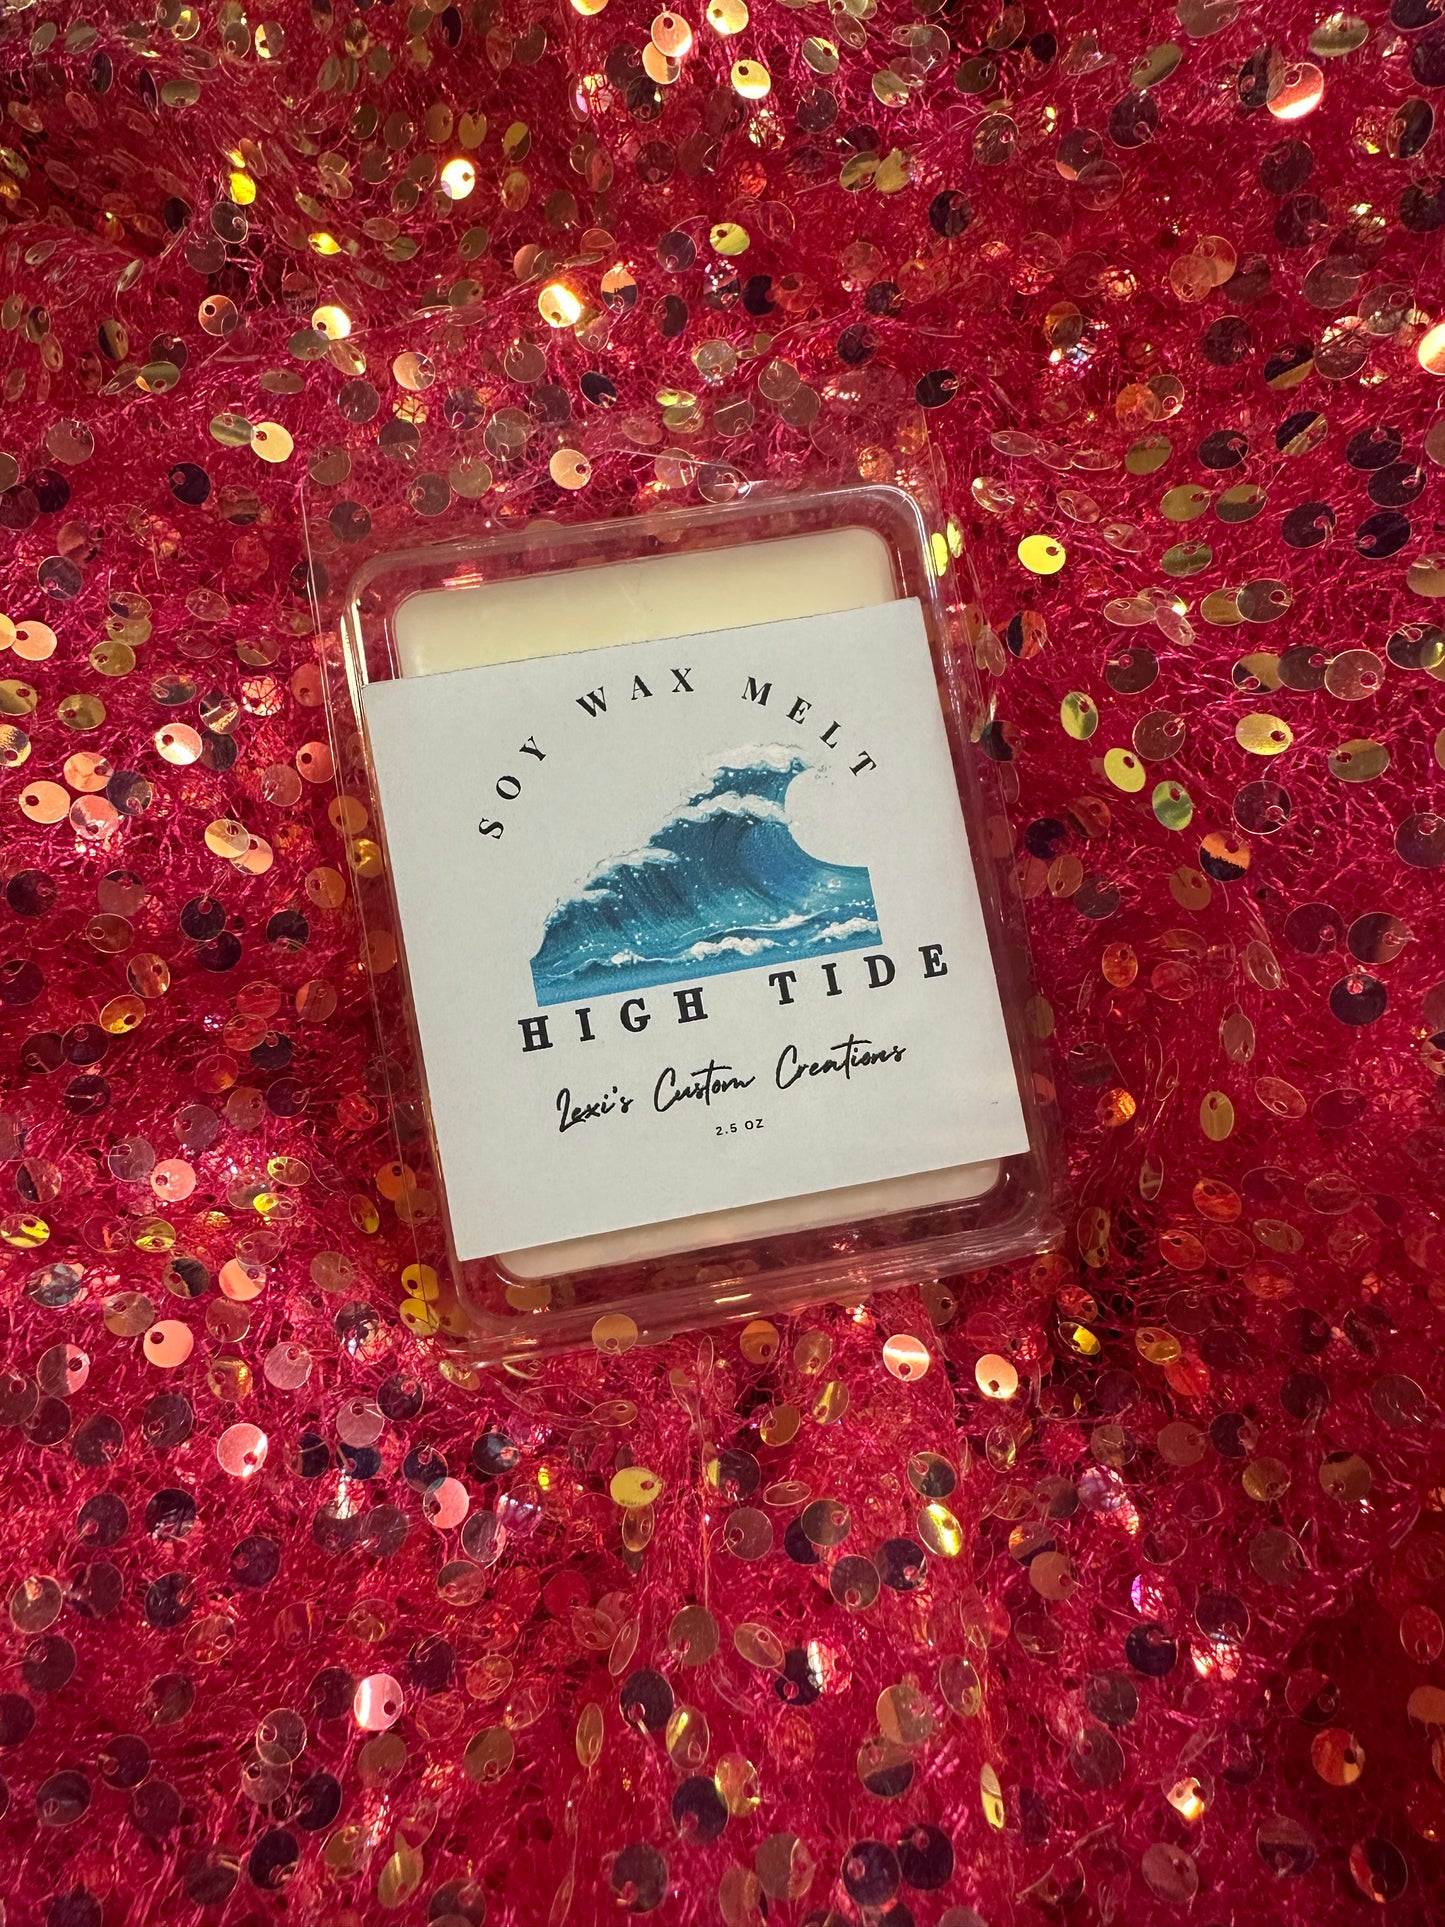 SOY WAX MELT
HIGH TIDE
Lexi's Custom Creations
2.5 OZ